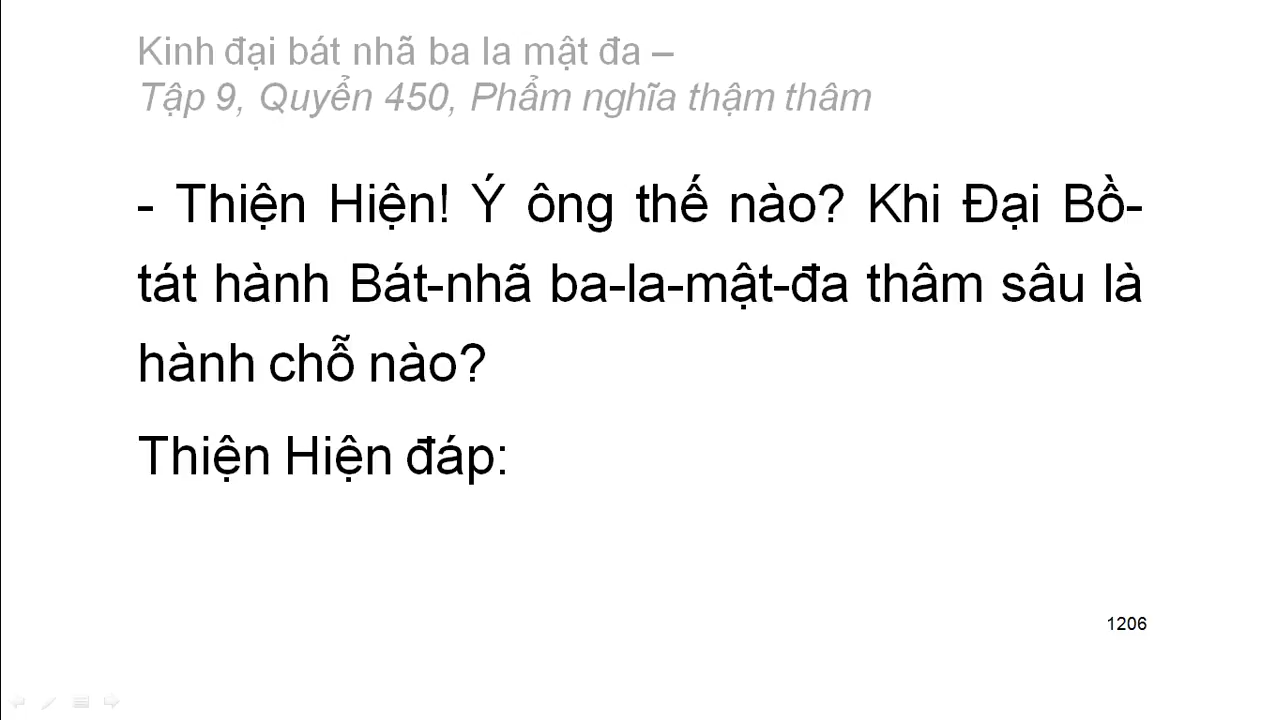 Kinh đại bát nhã ba la mật đa –
Tập 9, Quyển 450, Phẩm nghĩa thậm thâm
- Thiện Hiện! Ý ông thế nào? Khi Đại Bồ-
tát hành Bát-nhã ba-la-mật-đa thâm sâu là
hành chỗ nào?
Thiện Hiện đáp:
1206